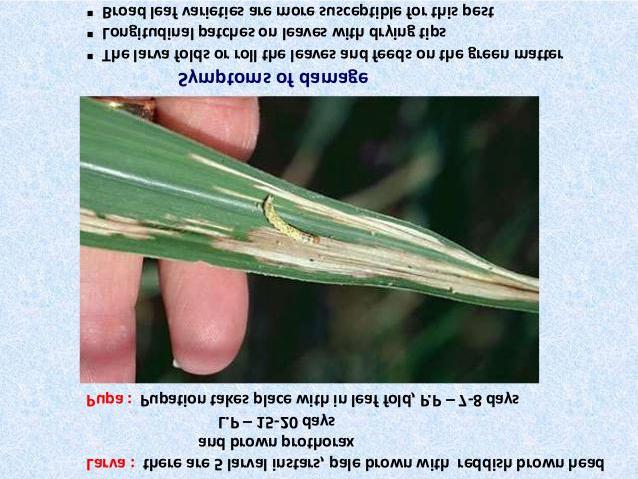 Larva : there are 5 larval instars, pale brown with reddish brown head
and brown prothorax
L.P – 15-20 days
Pupa : Pupation takes place with in leaf fold, P.P – 7-8 days
Symptoms of damage
▪ The larva folds or roll the leaves and feeds on the green matter
▪ Longitudinal patches on leaves with drying tips
▪ Broad leaf varieties are more susceptible for this pest